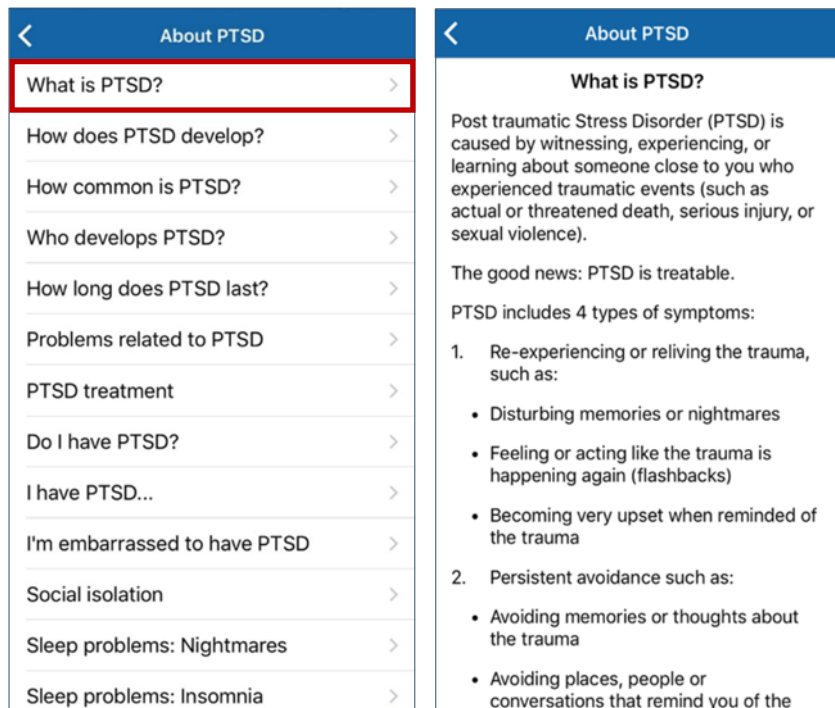 About PTSD
What is PTSD?
How does PTSD develop?
How common is PTSD?
Who develops PTSD?
How long does PTSD last?
Problems related to PTSD
PTSD treatment
Do I have PTSD?
I have PTSD...
I'm embarrassed to have PTSD
Social isolation
Sleep problems: Nightmares
Sleep problems: Insomnia
About PTSD
What is PTSD?
Post traumatic Stress Disorder (PTSD) is
caused by witnessing, experiencing, or
learning about someone close to you who
experienced traumatic events (such as
actual or threatened death, serious injury, or
sexual violence).
The good news: PTSD is treatable.
PTSD includes 4 types of symptoms:
1. Re-experiencing or reliving the trauma,
such as:
• Disturbing memories or nightmares
• Feeling or acting like the trauma is
happening again (flashbacks)
• Becoming very upset when reminded of
the trauma
2. Persistent avoidance such as:
• Avoiding memories or thoughts about
the trauma
• Avoiding places, people or
conversations that remind you of the